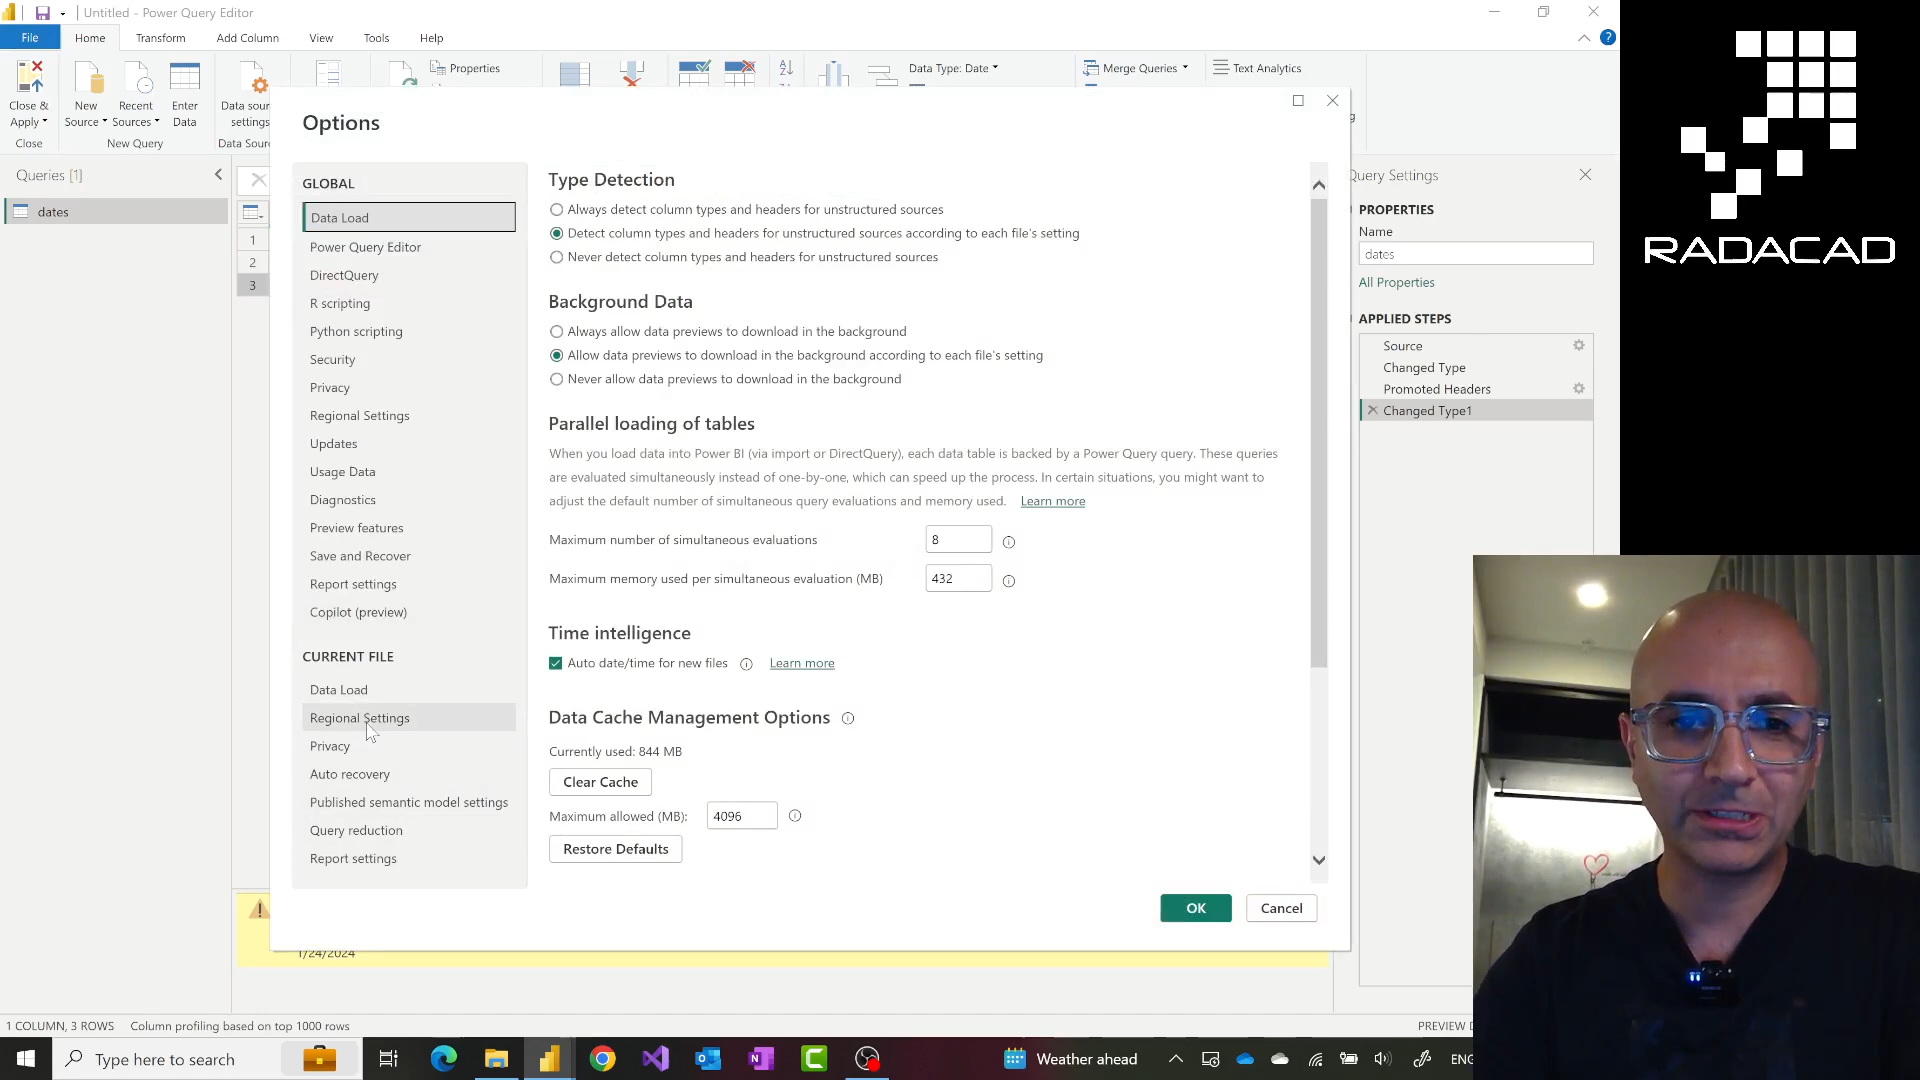 Untitled - Power Query Editor
File
Home
Transform
Add Column
View
Tools
Help
Close &
Apply
New
Source
Recent
Sources
Enter
Data
Data sour
settings
Properties
Data Type: Date
Merge Queries
Text Analytics
Close
New Query
Data Sourc
RADACAD
Queries [1]
dates
1
2
3
Options
GLOBAL
Data Load
Power Query Editor
DirectQuery
R scripting
Python scripting
Security
Privacy
Regional Settings
Updates
Usage Data
Diagnostics
Preview features
Save and Recover
Report settings
Copilot (preview)
CURRENT FILE
Data Load
Regional Settings
Privacy
Auto recovery
Published semantic model settings
Query reduction
Report settings
Type Detection
Always detect column types and headers for unstructured sources
Detect column types and headers for unstructured sources according to each file's setting
Never detect column types and headers for unstructured sources
Background Data
Always allow data previews to download in the background
Allow data previews to download in the background according to each file's setting
Never allow data previews to download in the background
Parallel loading of tables
When you load data into Power BI (via import or DirectQuery), each data table is backed by a Power Query query. These queries
are evaluated simultaneously instead of one-by-one, which can speed up the process. In certain situations, you might want to
adjust the default number of simultaneous query evaluations and memory used. Learn more
Maximum number of simultaneous evaluations 8
Maximum memory used per simultaneous evaluation (MB) 432
Time intelligence
Auto date/time for new files Learn more
Data Cache Management Options
Currently used: 844 MB
Clear Cache
Maximum allowed (MB): 4096
Restore Defaults
OK
Cancel
Query Settings
PROPERTIES
Name
dates
All Properties
APPLIED STEPS
Source
Changed Type
Promoted Headers
Changed Type1
1/24/2024
1 COLUMN, 3 ROWS
Column profiling based on top 1000 rows
PREVIEW D
Type here to search
Weather ahead
ENG